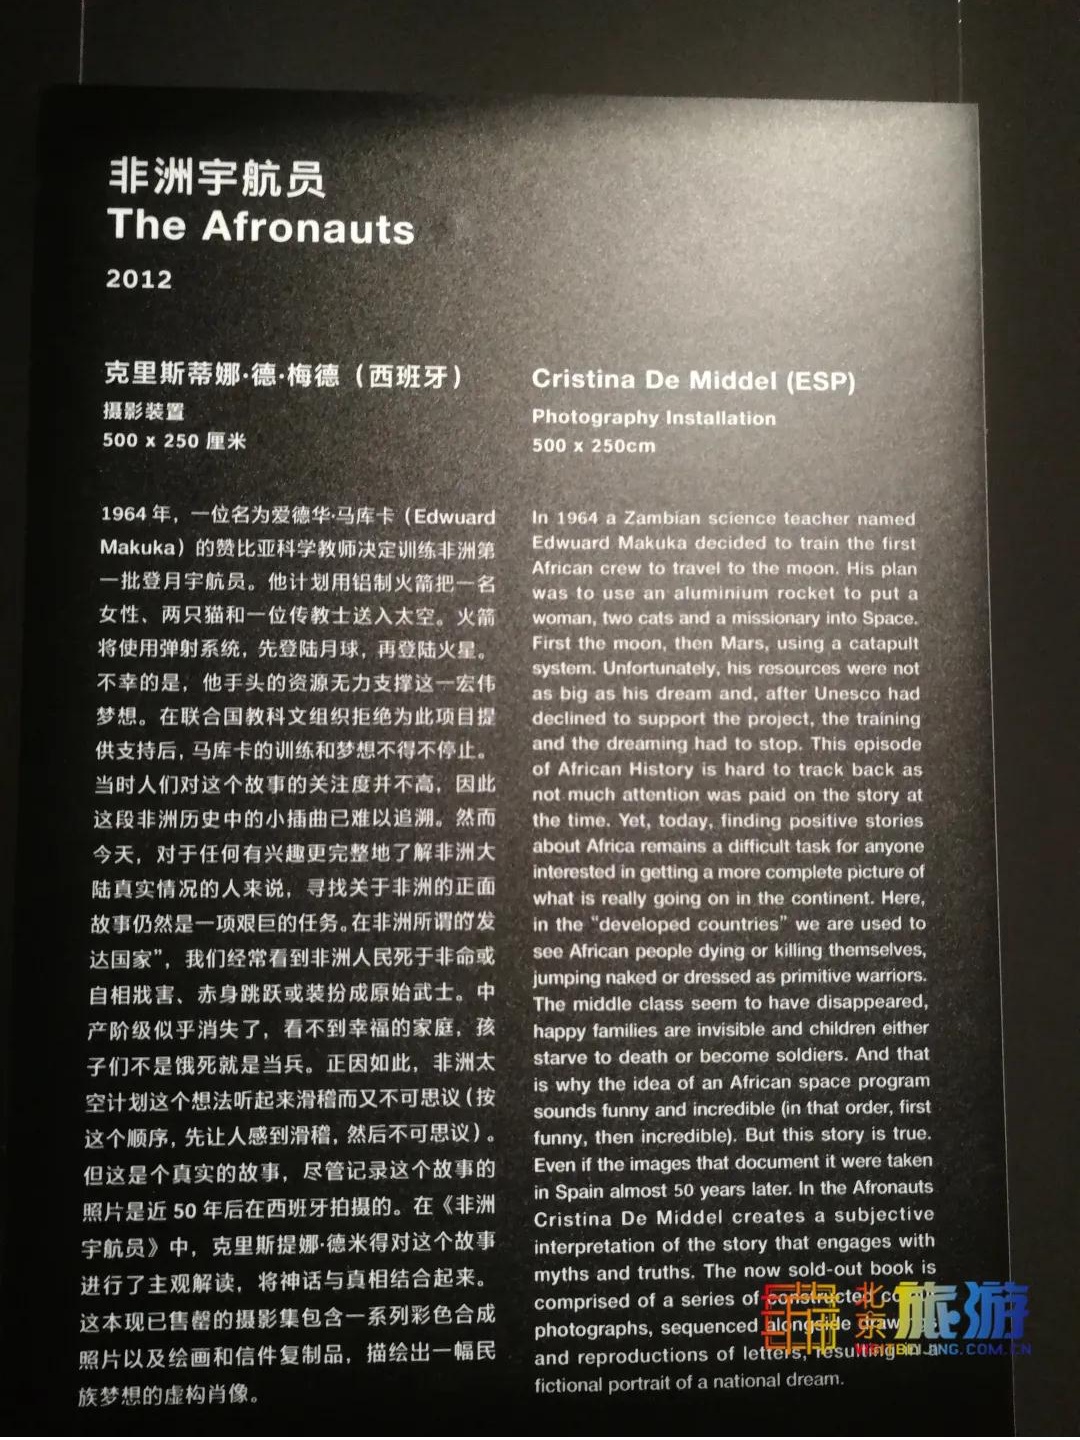 非洲宇航员
The Afronauts
2012
克里斯蒂娜·德·梅德（西班牙）
摄影装置
500 x 250 厘米
1964 年，一位名为爱德华·马库卡（Edwuard
Makuka）的赞比亚科学教师决定训练非洲第
一批登月宇航员。他计划用铝制火箭把一名
女性、两只猫和一位传教士送入太空。火箭
将使用弹射系统，先登陆月球，再登陆火星。
不幸的是，他手头的资源无力支撑这一宏伟
梦想。在联合国教科文组织拒绝为此项目提
供支持后，马库卡的训练和梦想不得不停止。
当时人们对这个故事的关注度并不高，因此
这段非洲历史中的小插曲已难以追溯。然而
今天，对于任何有兴趣更完整地了解非洲大
陆真实情况的人来说，寻找关于非洲的正面
故事仍然是一项艰巨的任务。在非洲所谓的“发
达国家”，我们经常看到非洲人民死于非命或
自相戕害、赤身跳跃或装扮成原始武士。中
产阶级似乎消失了，看不到幸福的家庭，孩
子们不是饿死就是当兵。正因如此，非洲太
空计划这个想法听起来滑稽而又不可思议（按
这个顺序，先让人感到滑稽，然后不可思议）。
但这是个真实的故事，尽管记录这个故事的
照片是近 50 年后在西班牙拍摄的。在《非洲
宇航员》中，克里斯提娜·德米得对这个故事
进行了主观解读，将神话与真相结合起来。
这本现已售罄的摄影集包含一系列彩色合成
照片以及绘画和信件复制品，描绘出一幅民
族梦想的虚构肖像。
Cristina De Middel (ESP)
Photography Installation
500 x 250cm
In 1964 a Zambian science teacher named
Edwuard Makuka decided to train the first
African crew to travel to the moon. His plan
was to use an aluminium rocket to put a
woman, two cats and a missionary into Space.
First the moon, then Mars, using a catapult
system. Unfortunately, his resources were not
as big as his dream and, after Unesco had
declined to support the project, the training
and the dreaming had to stop. This episode
of African History is hard to track back as
not much attention was paid on the story at
the time. Yet, today, finding positive stories
about Africa remains a difficult task for anyone
interested in getting a more complete picture of
what is really going on in the continent. Here,
in the “developed countries” we are used to
see African people dying or killing themselves,
jumping naked or dressed as primitive warriors.
The middle class seem to have disappeared,
happy families are invisible and children either
starve to death or become soldiers. And that
is why the idea of an African space program
sounds funny and incredible (in that order, first
funny, then incredible). But this story is true.
Even if the images that document it were taken
in Spain almost 50 years later. In the Afronauts
Cristina De Middel creates a subjective
interpretation of the story that engages with
myths and truths. The now sold-out book is
comprised of a series of constructed
photographs, sequenced alongside
and reproductions of letters, resulting in a
fictional portrait of a national dream.
北京旅游
VISITBEIJING.COM.CN